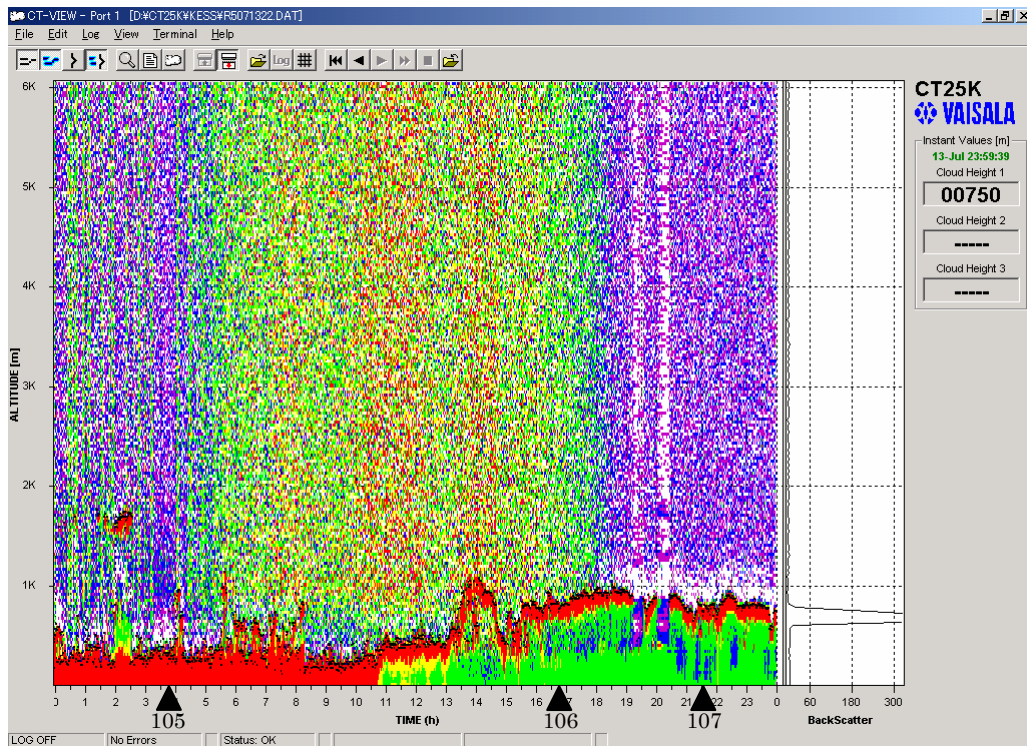 CT-VIEW - Port 1 [D:¥CT25K¥KESS¥R5071322.DAT]
File Edit Log View Terminal Help
Log
6K
5K
4K
3K
2K
1K
ALTITUDE [m]
0 1 2 3 4 5 6 7 8 9 10 11 12 13 14 15 16 17 18 19 20 21 22 23 0
60 180 300
105 106 107
TIME (h)
BackScatter
CT25K
VAISALA
Instant Values [m]
13-Jul 23:59:39
Cloud Height 1
00750
Cloud Height 2
-----
Cloud Height 3
-----
LOG OFF No Errors Status: OK